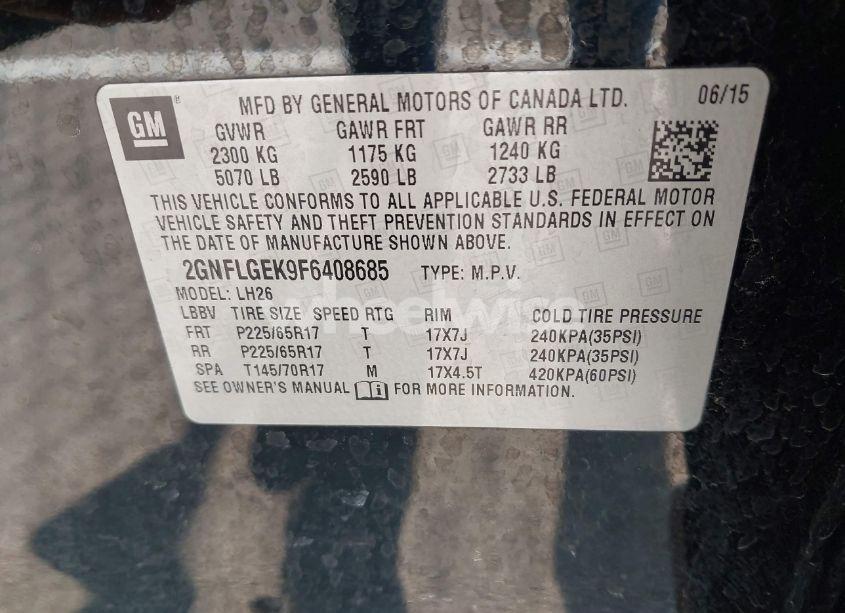 GM
MFD BY GENERAL MOTORS OF CANADA LTD. 06/15
GVWR GAWR FRT GAWR RR
2300 KG 1175 KG 1240 KG
5070 LB 2590 LB 2733 LB
THIS VEHICLE CONFORMS TO ALL APPLICABLE U.S. FEDERAL MOTOR
VEHICLE SAFETY AND THEFT PREVENTION STANDARDS IN EFFECT ON
THE DATE OF MANUFACTURE SHOWN ABOVE.
2GNFLGEK9F6408685 TYPE: M.P.V.
MODEL: LH26
LBBV TIRE SIZE SPEED RTG RIM COLD TIRE PRESSURE
FRT P225/65R17 T 17X7J 240KPA(35PSI)
RR P225/65R17 T 17X7J 240KPA(35PSI)
SPA T145/70R17 M 17X4.5T 420KPA(60PSI)
SEE OWNER'S MANUAL FOR MORE INFORMATION.